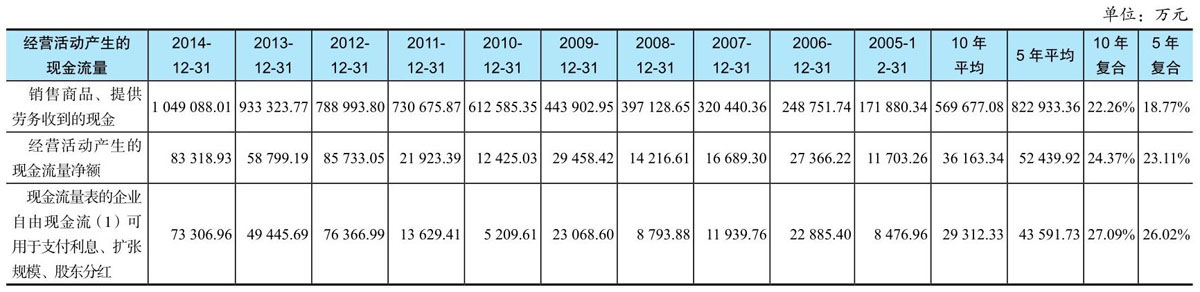 单位：万元
经营活动产生的现金流量 2014-12-31 2013-12-31 2012-12-31 2011-12-31 2010-12-31 2009-12-31 2008-12-31 2007-12-31 2006-12-31 2005-12-31 10年平均 5年平均 10年复合 5年复合
销售商品、提供劳务收到的现金 1 049 088.01 933 323.77 788 993.80 730 675.87 612 585.35 443 902.95 397 128.65 320 440.36 248 751.74 171 880.34 569 677.08 822 933.36 22.26% 18.77%
经营活动产生的现金流量净额 83 318.93 58 799.19 85 733.05 21 923.39 12 425.03 29 458.42 14 216.61 16 689.30 27 366.22 11 703.26 36 163.34 52 439.92 24.37% 23.11%
现金流量表的企业自由现金流（1）可用于支付利息、扩张规模、股东分红 73 306.96 49 445.69 76 366.99 13 629.41 5 209.61 23 068.60 8 793.88 11 939.76 22 885.40 8 476.96 29 312.33 43 591.73 27.09% 26.02%